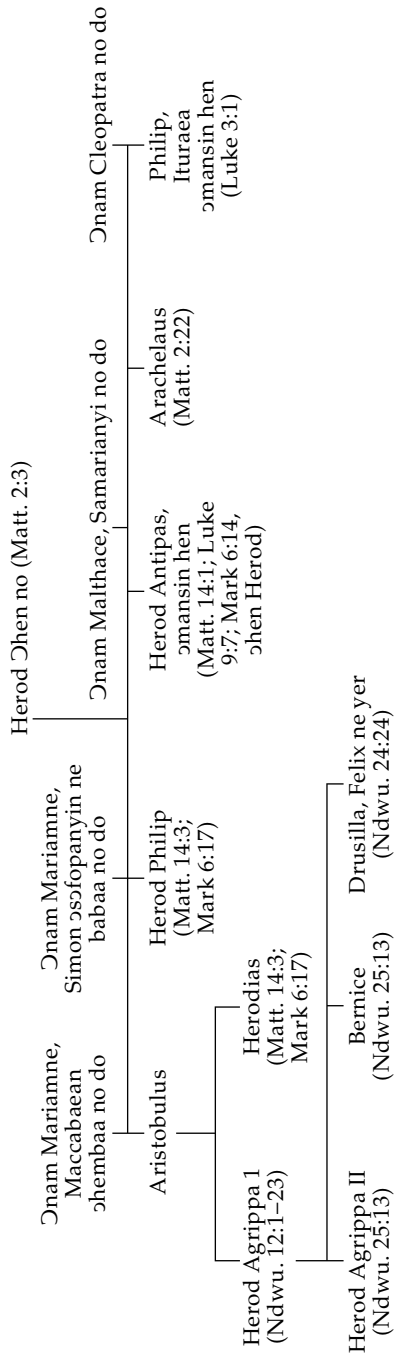 Herod Ɔhen no (Matt. 2:3)
Ɔnam Mariamne,
Maccabaean
ɔhembaa no do
Ɔnam Mariamne,
Simon ɔsɔfopanyin ne
babaa no do
Ɔnam Malthace, Samarianyi no do
Ɔnam Cleopatra no do
Aristobulus
Herod Philip
(Matt. 14:3;
Mark 6:17)
Herod Antipas,
ɔmansin hen
(Matt. 14:1; Luke
9:7; Mark 6:14,
ɔhen Herod)
Arachelaus
(Matt. 2:22)
Philip,
Ituraea
ɔmansin hen
(Luke 3:1)
Herod Agrippa 1
(Ndwu. 12:1–23)
Herodias
(Matt. 14:3;
Mark 6:17)
Herod Agrippa II
(Ndwu. 25:13)
Bernice
(Ndwu. 25:13)
Drusilla, Felix ne yer
(Ndwu. 24:24)